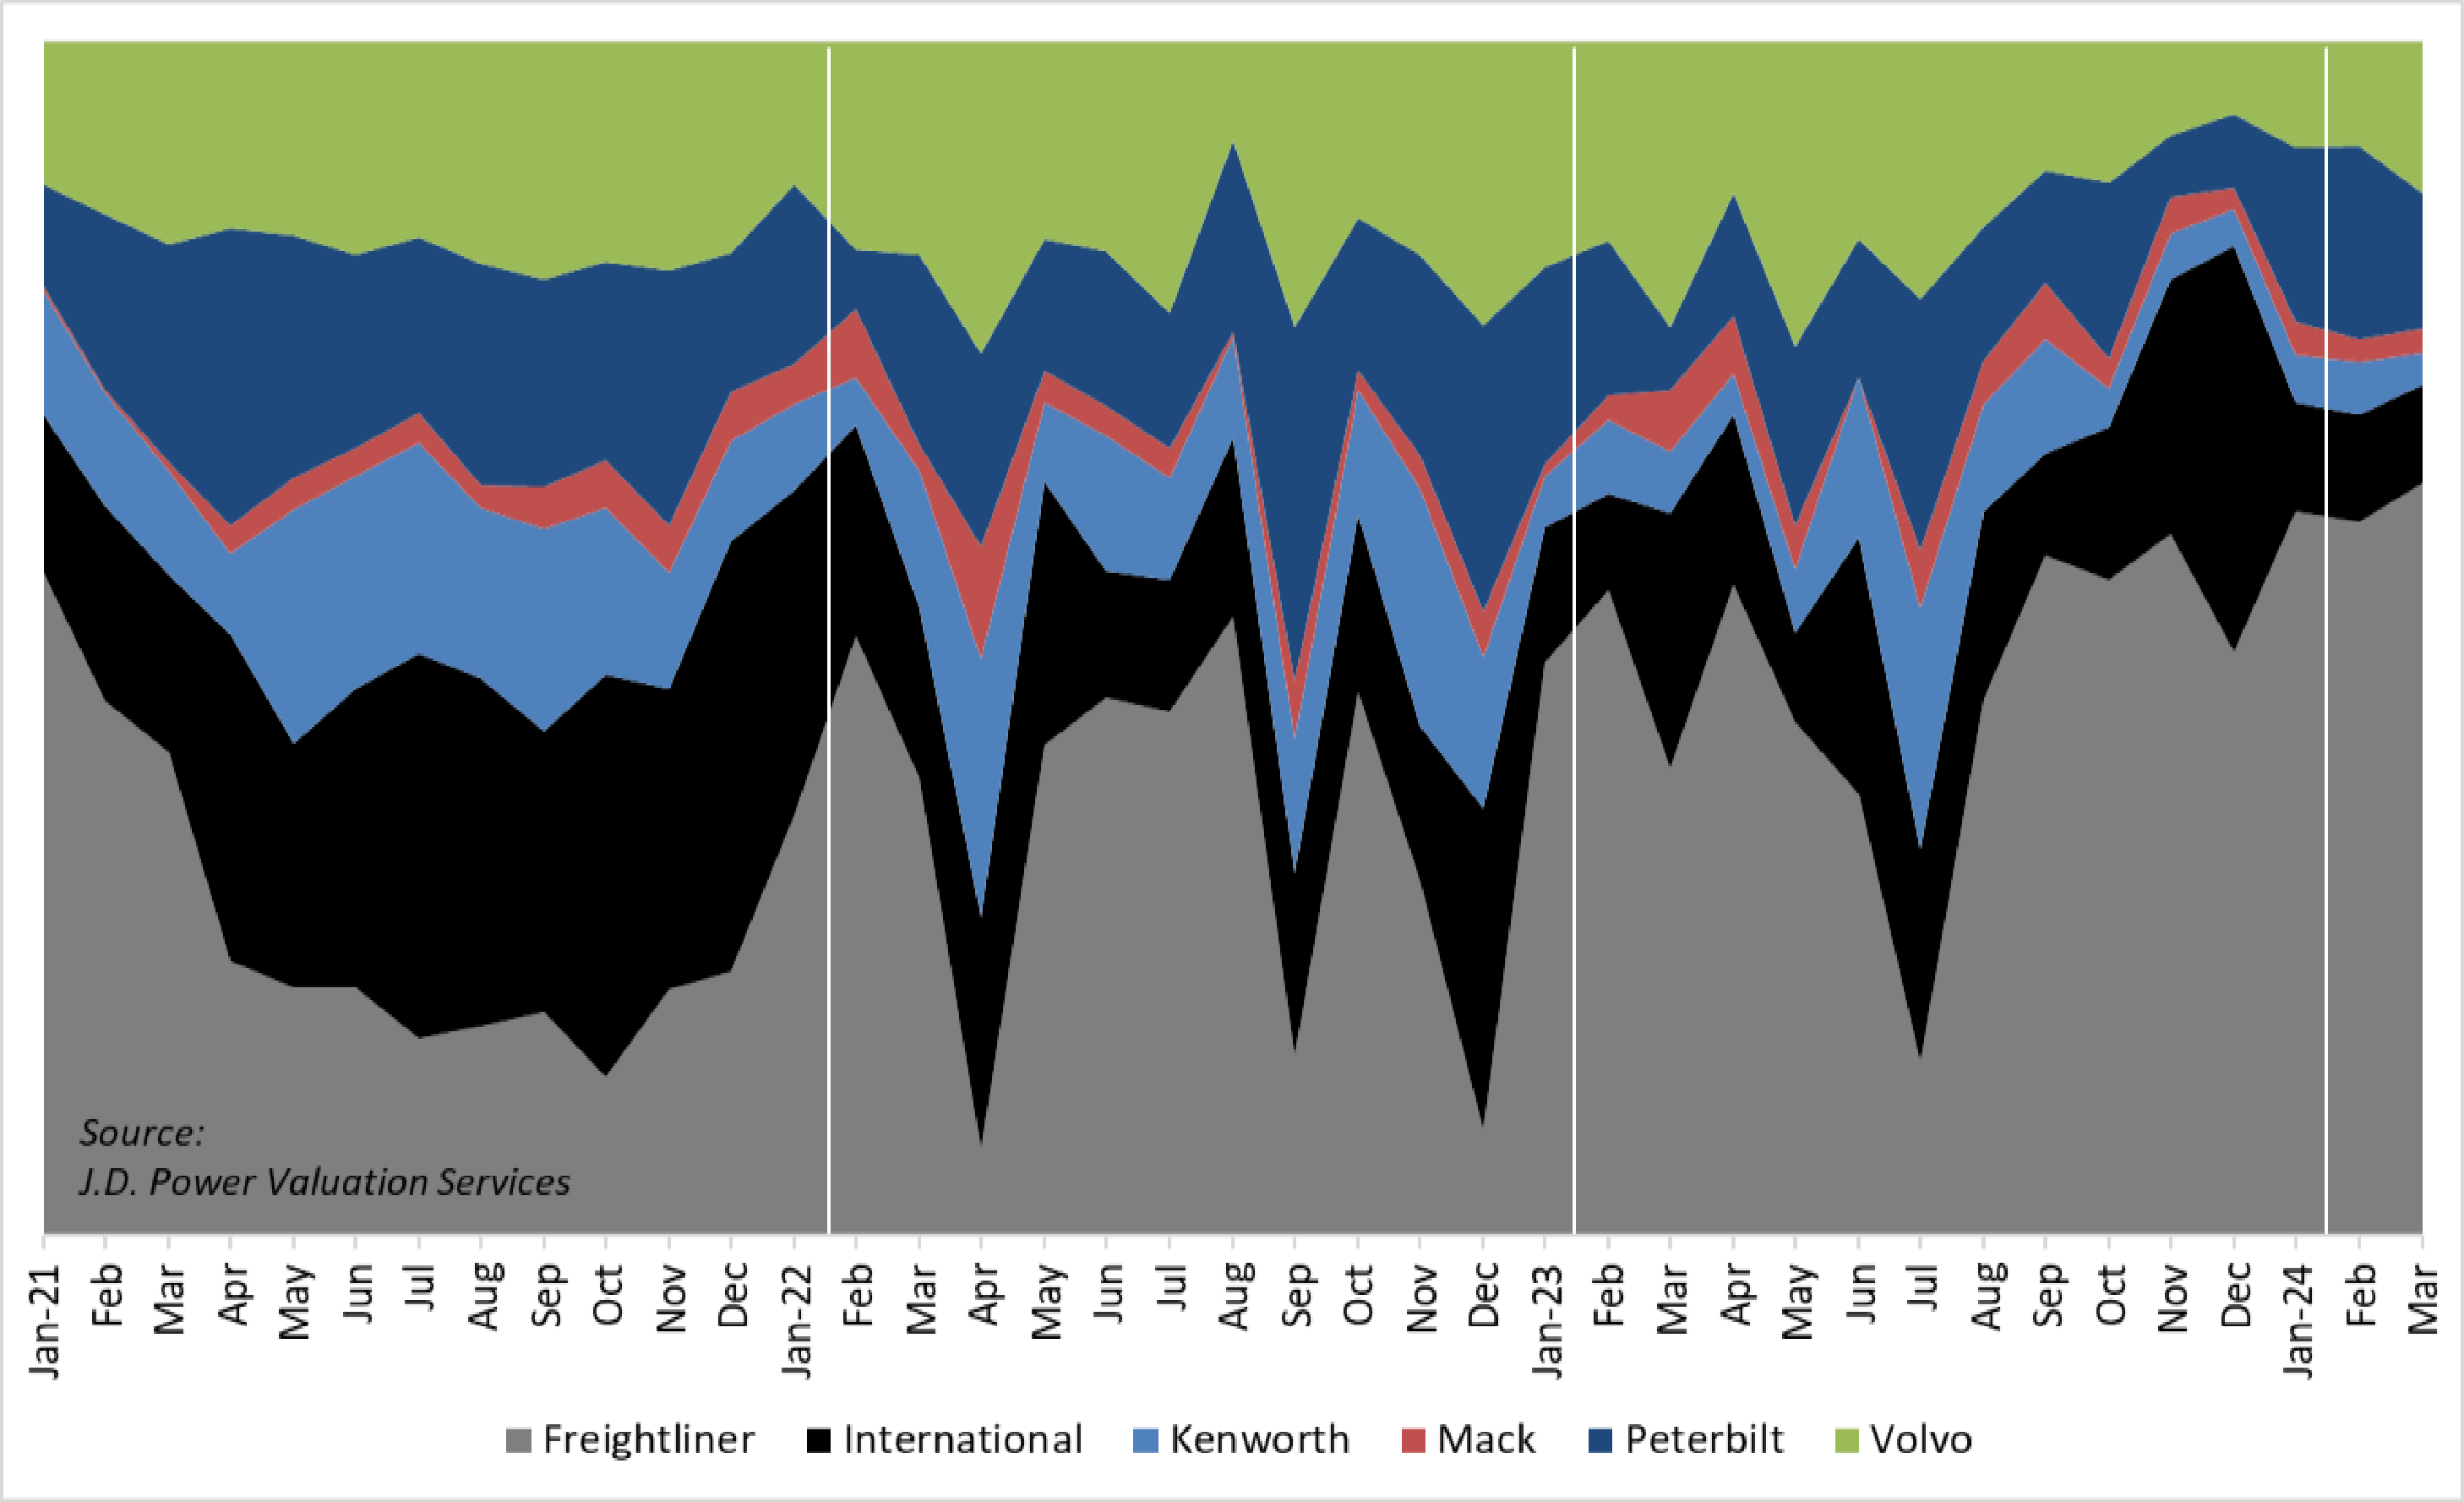 Source:
J.D. Power Valuation Services
Jan-21
Feb
Mar
Apr
May
Jun
Jul
Aug
Sep
Oct
Nov
Dec
Jan-22
Feb
Mar
Apr
May
Jun
Jul
Aug
Sep
Oct
Nov
Dec
Jan-23
Feb
Mar
Apr
May
Jun
Jul
Aug
Sep
Oct
Nov
Dec
Jan-24
Feb
Mar
Freightliner International Kenworth Mack Peterbilt Volvo